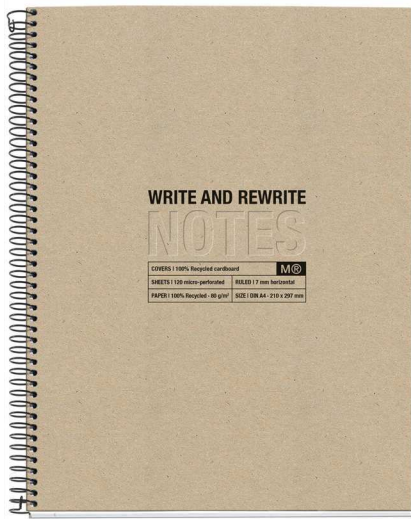 WRITE AND REWRITE
NOTES
COVERS | 100% Recycled cardboard M®
SHEETS | 120 micro-perforated RULED | 7 mm horizontal
PAPER | 100% Recycled - 80 g/m² SIZE | DIN A4 - 210 x 297 mm